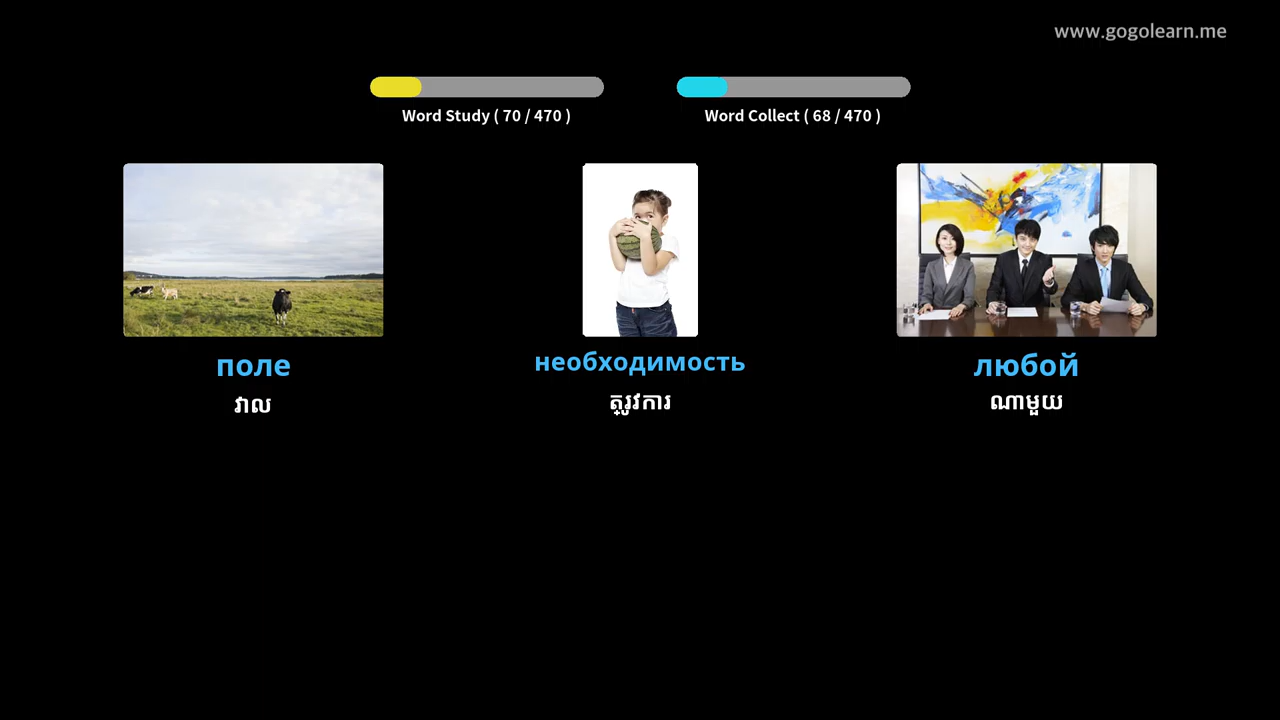 www.gogolearn.me
Word Study ( 70 / 470 )
Word Collect ( 68 / 470 )
поле
វាល
необходимость
ត្រូវការ
любой
ណាមួយ